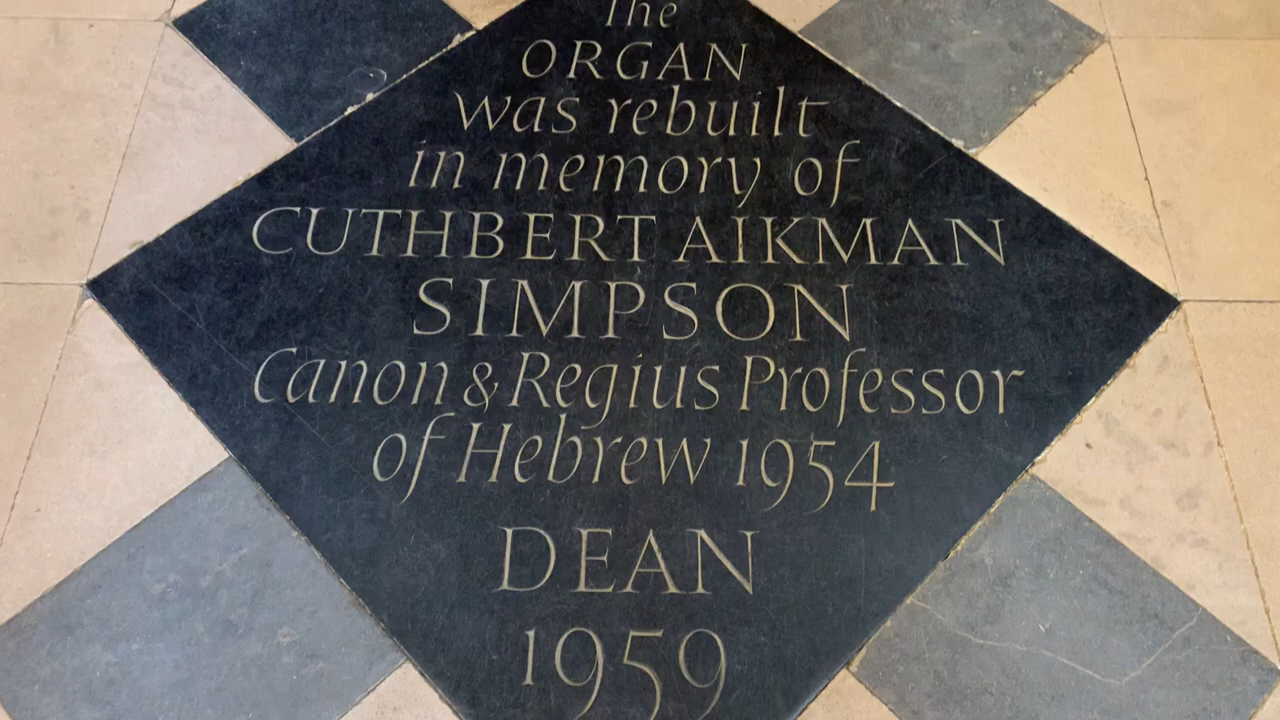 The
ORGAN
was rebuilt
in memory of
CUTHBERT AIKMAN
SIMPSON
Canon & Regius Professor
of Hebrew 1954
DEAN
1959